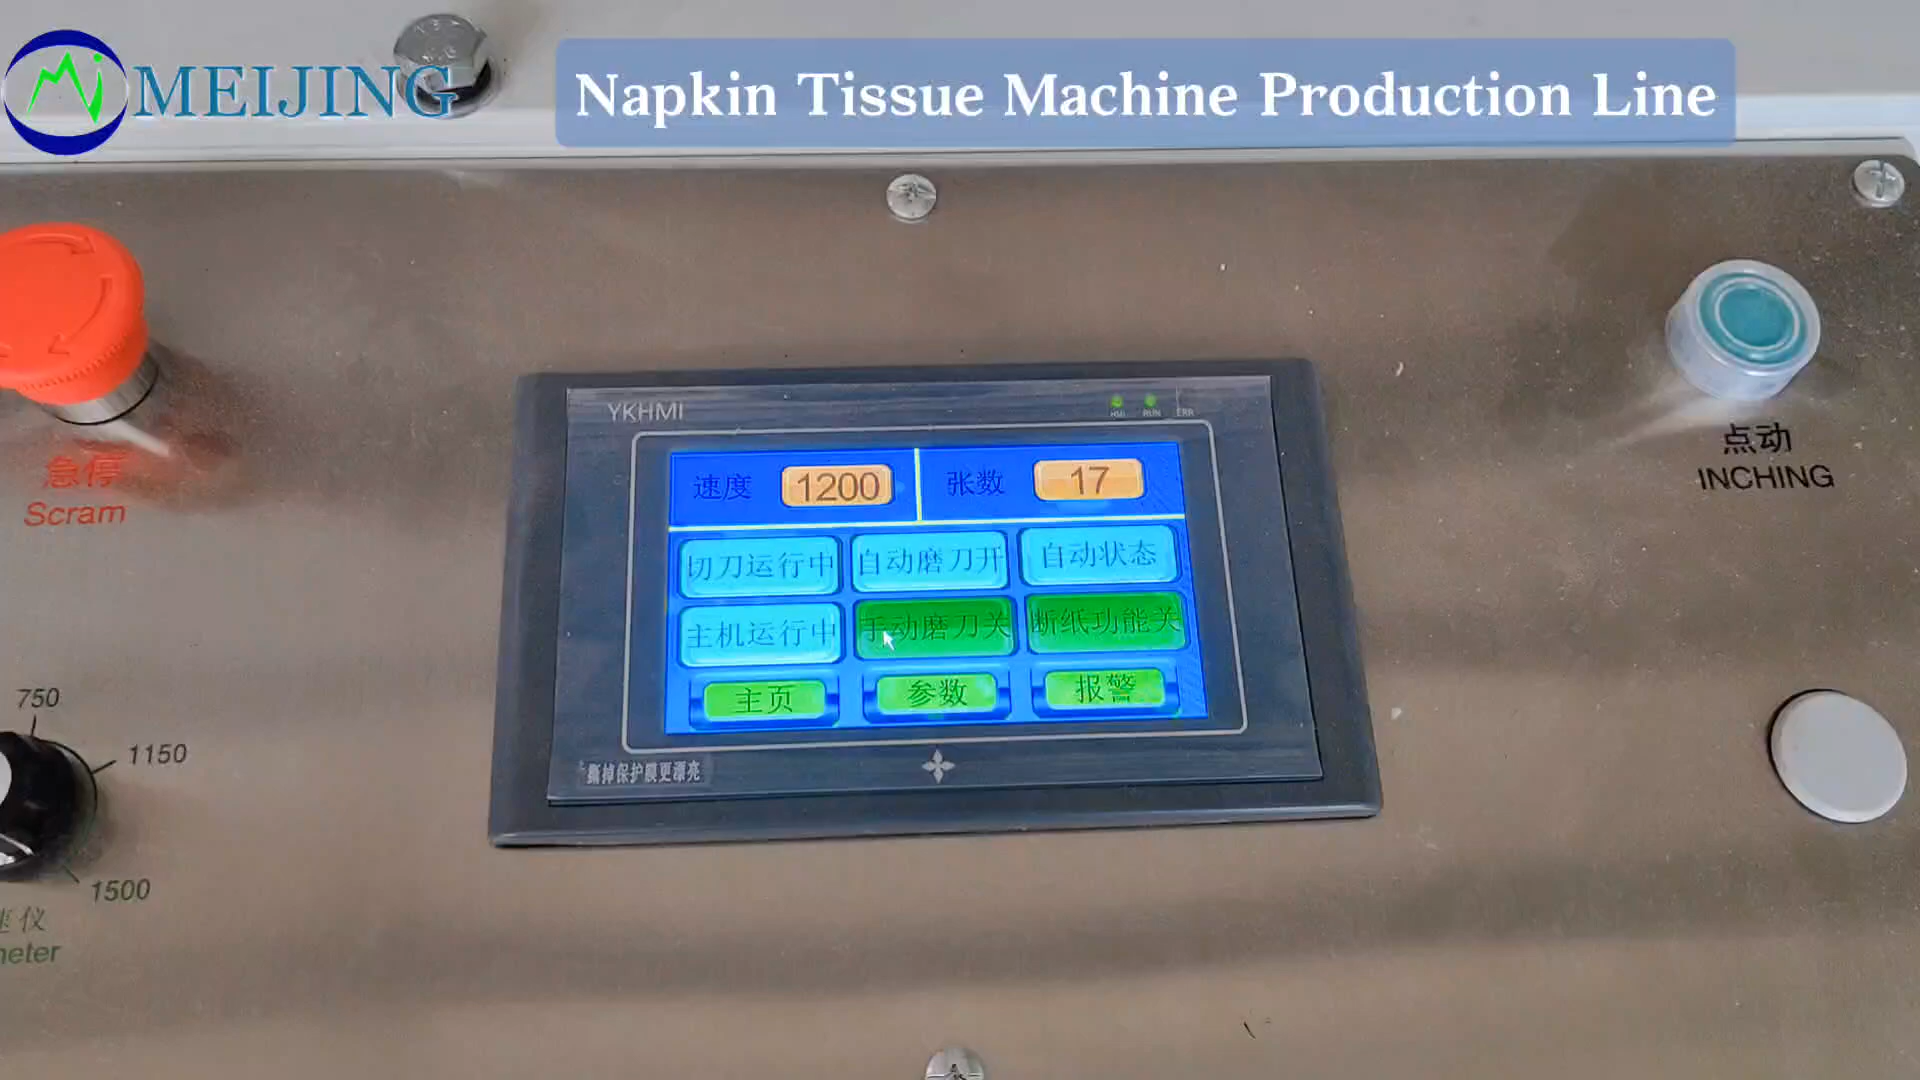 MEIJING
Napkin Tissue Machine Production Line
YKHMI
HMI RUN ERR
速度 1200 张数 17
切刀运行中 自动磨刀开 自动状态
主机运行中 手动磨刀关 断纸功能关
主页 参数 报警
撕掉保护膜更漂亮
急停
Scram
点动
INCHING
750
1150
1500
仪